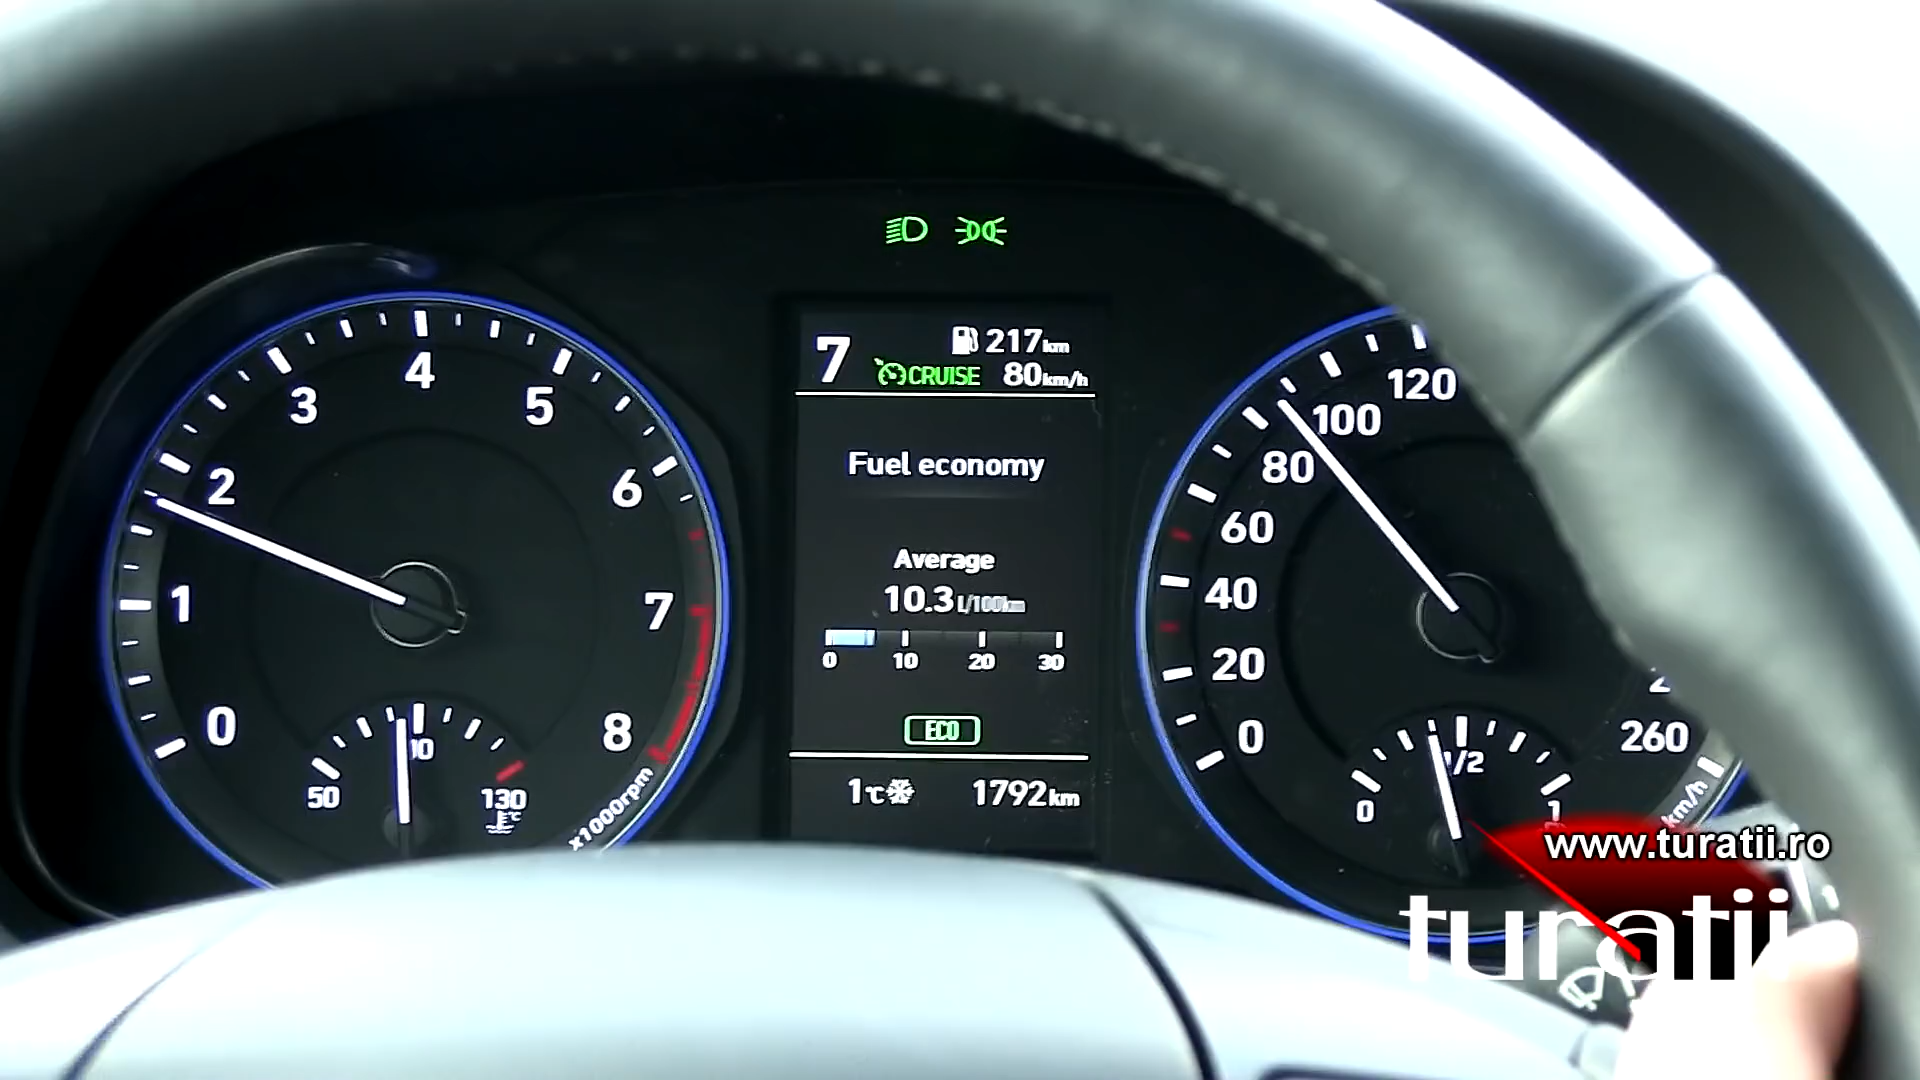 7 217km
CRUISE 80km/h
Fuel economy
Average
10.3 L/100km
0 10 20 30
ECO
1℃ 1792km
0 1 2 3 4 5 6 7 8
x1000rpm
50 90 130
℃
0 20 40 60 80 100 120
260
km/h
0 1/2 1
www.turatii.ro
turatii